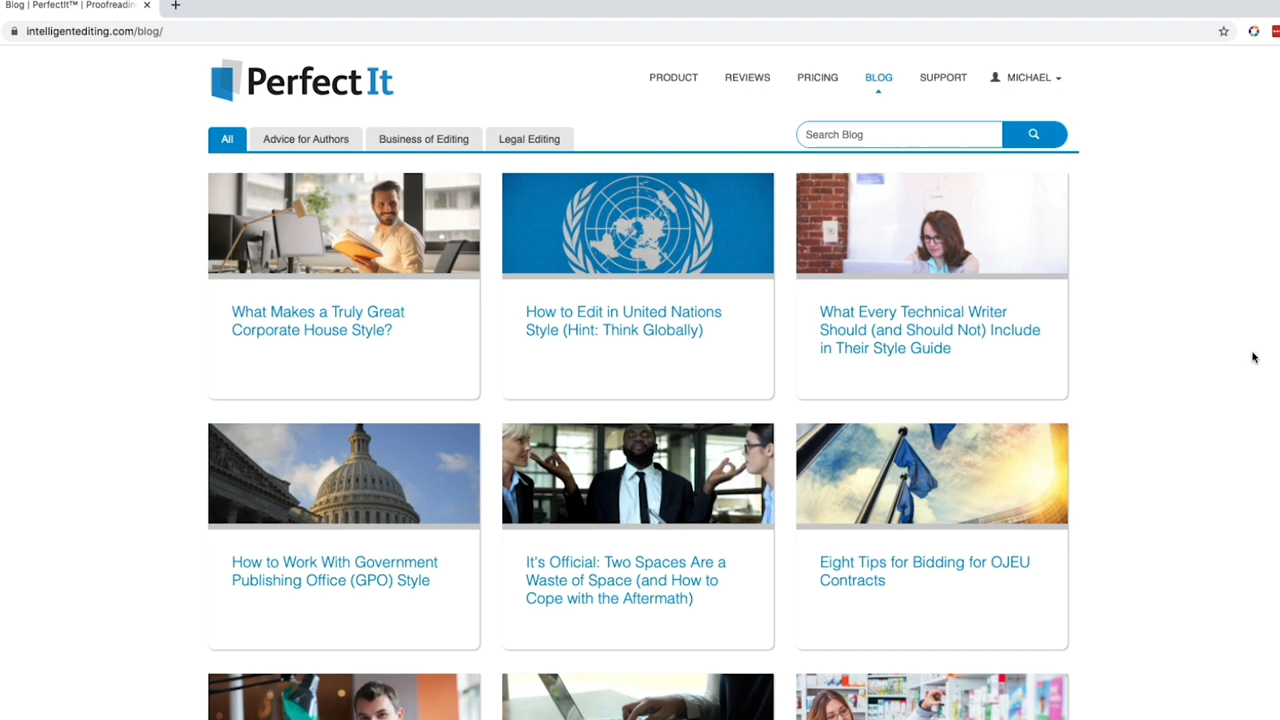 Blog | PerfectIt™ | Proofreadin
intelligentediting.com/blog/
PerfectIt
PRODUCT
REVIEWS
PRICING
BLOG
SUPPORT
MICHAEL
All
Advice for Authors
Business of Editing
Legal Editing
Search Blog
What Makes a Truly Great
Corporate House Style?
How to Edit in United Nations
Style (Hint: Think Globally)
What Every Technical Writer
Should (and Should Not) Include
in Their Style Guide
How to Work With Government
Publishing Office (GPO) Style
It's Official: Two Spaces Are a
Waste of Space (and How to
Cope with the Aftermath)
Eight Tips for Bidding for OJEU
Contracts